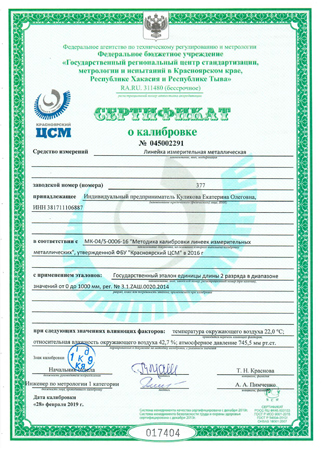 Федеральное агентство по техническому регулированию и метрологии
Федеральное бюджетное учреждение
"Государственный региональный центр стандартизации,
метрологии и испытаний в Красноярском крае,
Республике Хакасия и Республике Тыва"
RA.RU. 311480 (бессрочное)
КРАСНОЯРСКИЙ
ЦСМ
СЕРТИФИКАТ
о калибровке
№ 045002291
Средство измерений Линейка измерительная металлическая
заводской номер (номера) 377
принадлежащее Индивидуальный предприниматель Куликова Екатерина Олеговна,
ИНН 381711106887
в соответствии с МК-04/5-0006-16 "Методика калибровки линеек измерительных
металлических", утвержденной ФБУ "Красноярский ЦСМ" в 2016 г
с применением эталонов: Государственный эталон единицы длины 2 разряда в диапазоне
значений от 0 до 1000 мм, рег. № 3.1.ZАШ.0020.2014
при следующих значениях влияющих факторов: температура окружающего воздуха 22,0 °С;
относительная влажность окружающего воздуха 42,7 %; атмосферное давление 745,5 мм рт.ст.
Знак калибровки
Начальник отдела Т. Н. Краснова
Инженер по метрологии 1 категории А. А. Пинченко
Дата калибровки
«28» февраля 2019 г.
017404